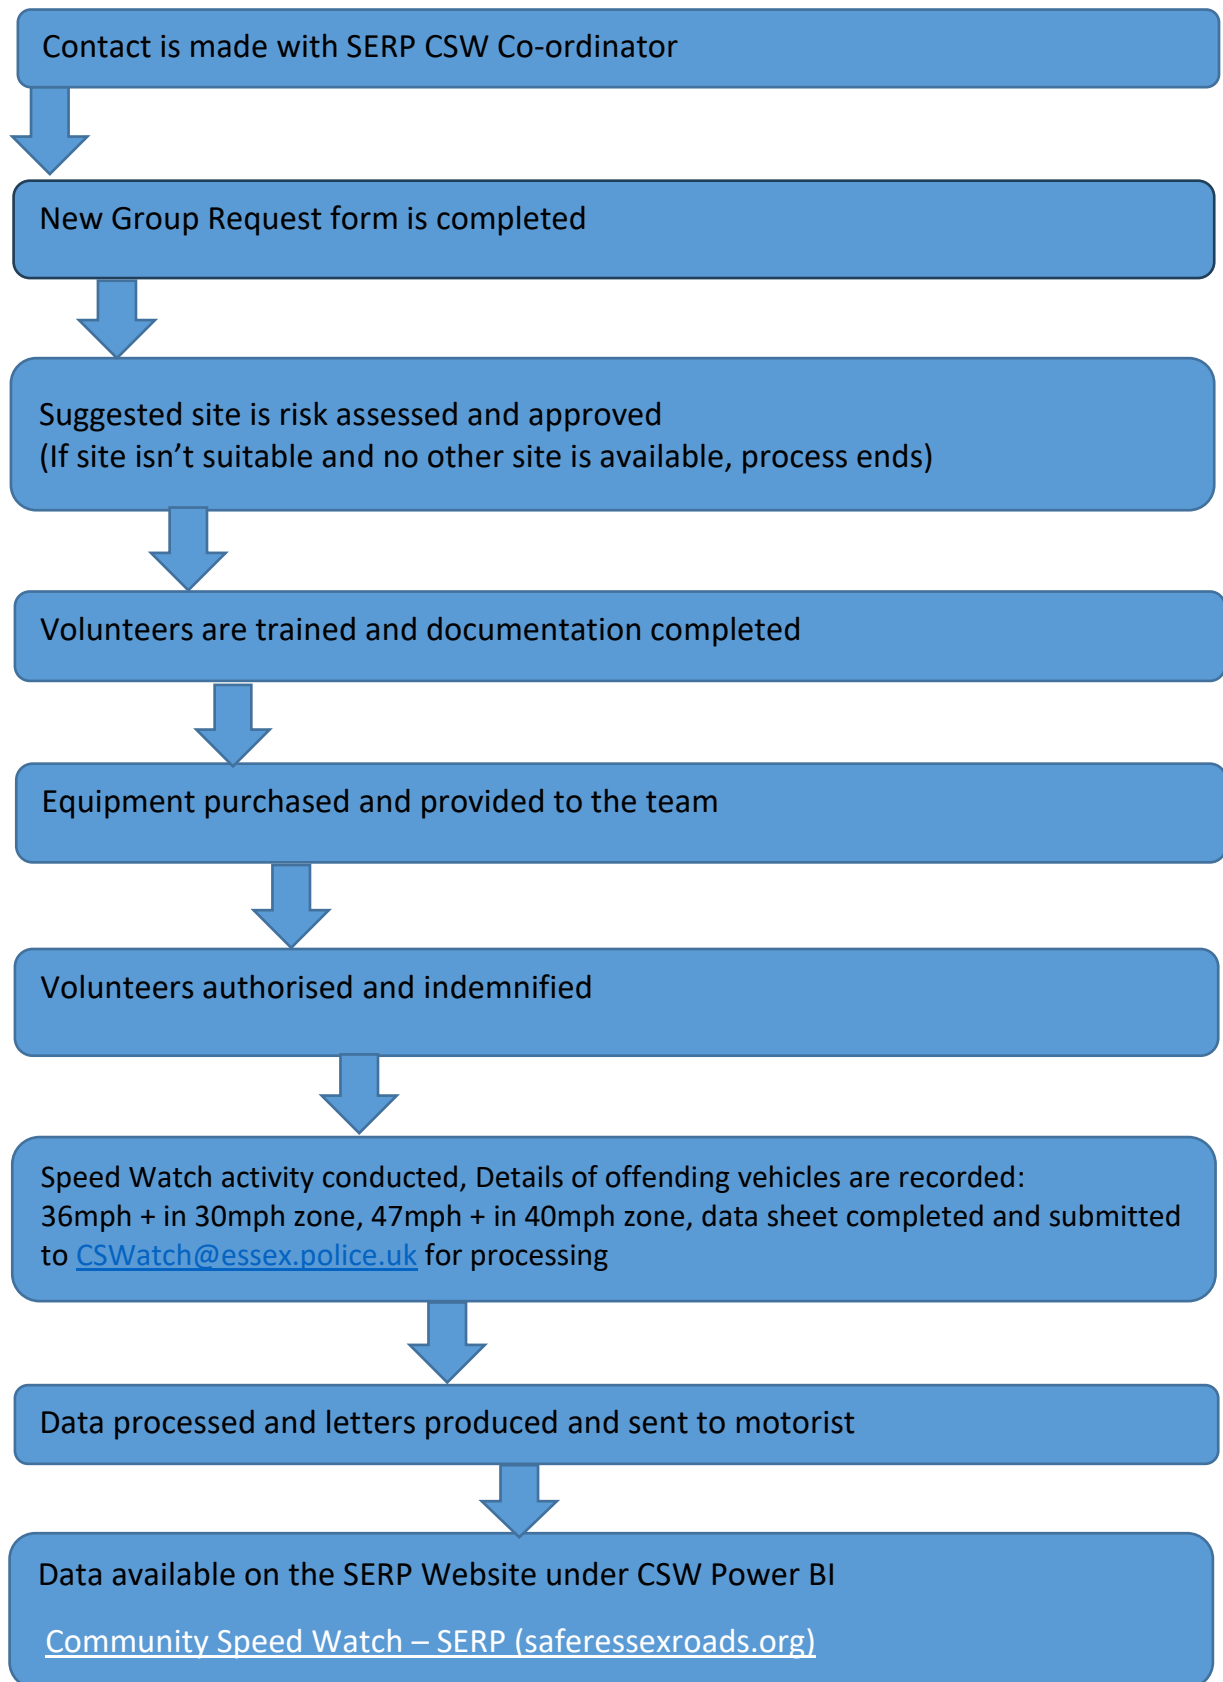 Contact is made with SERP CSW Co-ordinator
New Group Request form is completed
Suggested site is risk assessed and approved
(If site isn’t suitable and no other site is available, process ends)
Volunteers are trained and documentation completed
Equipment purchased and provided to the team
Volunteers authorised and indemnified
Speed Watch activity conducted, Details of offending vehicles are recorded:
36mph + in 30mph zone, 47mph + in 40mph zone, data sheet completed and submitted
to CSWatch@essex.police.uk for processing
Data processed and letters produced and sent to motorist
Data available on the SERP Website under CSW Power BI
Community Speed Watch – SERP (saferessexroads.org)